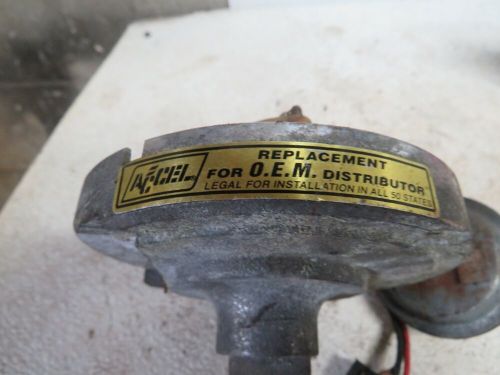 ACCEL
REPLACEMENT
FOR O.E.M. DISTRIBUTOR
LEGAL FOR INSTALLATION IN ALL 50 STATES